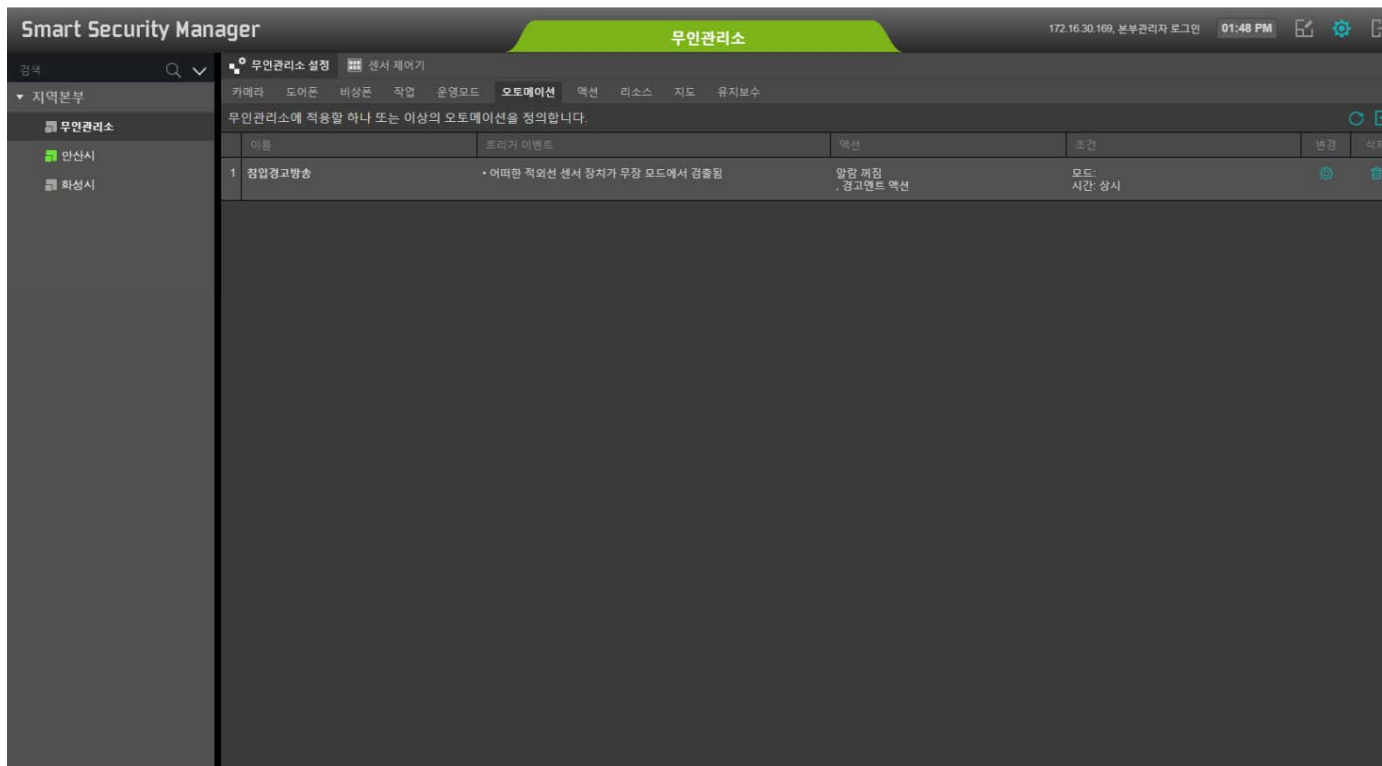 Smart Security Manager
무인관리소
172.16.30.169, 본부관리자 로그인 01:48 PM
검색
무인관리소 설정 센서 제어기
지역본부
카메라 도어폰 비상폰 작업 운영모드 오토메이션 액션 리소스 지도 유지보수
무인관리소
무인관리소에 적용할 하나 또는 이상의 오토메이션을 정의합니다.
이름 트리거 이벤트 액션 조건 변경 삭제
안산시
1 침입경고방송 • 어떠한 적외선 센서 장치가 무장 모드에서 검출됨 알람 꺼짐 모드:
, 경고멘트 액션 시간: 상시
화성시